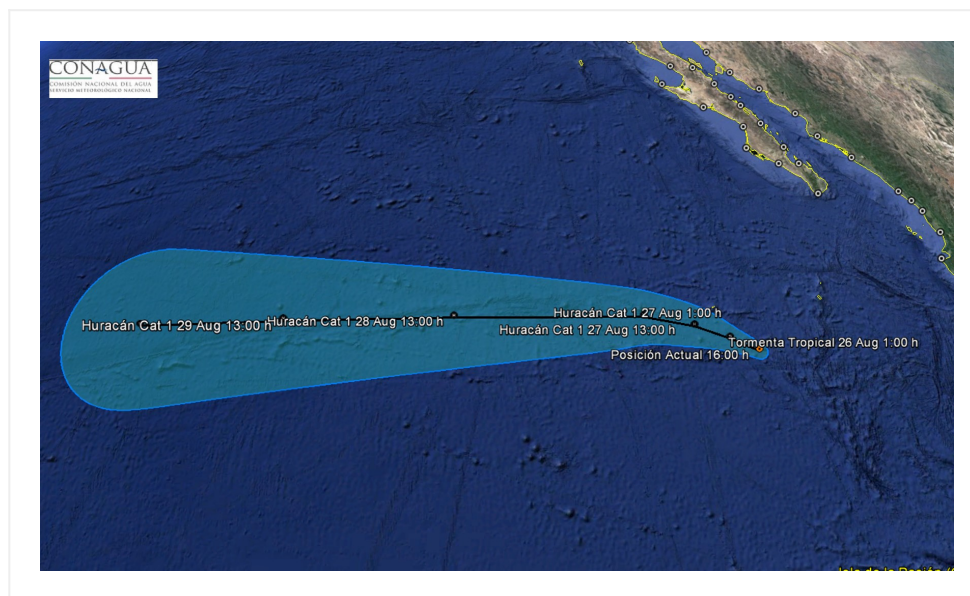 CONAGUA
COMISIÓN NACIONAL DEL AGUA
SERVICIO METEOROLÓGICO NACIONAL
Huracán Cat 1 27 Aug 1:00 h
Huracán Cat 1 29 Aug 13:00 h
Huracán Cat 1 28 Aug 13:00 h
Huracán Cat 1 27 Aug 13:00 h
Tormenta Tropical 26 Aug 1:00 h
Posición Actual 16:00 h